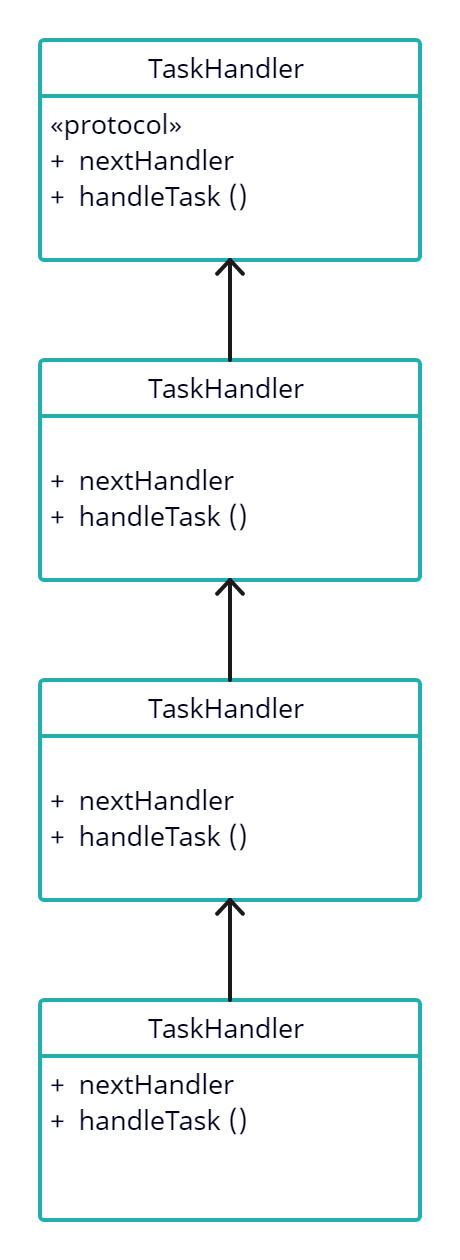 TaskHandler
«protocol»
+ nextHandler
+ handleTask ()
TaskHandler
+ nextHandler
+ handleTask ()
TaskHandler
+ nextHandler
+ handleTask ()
TaskHandler
+ nextHandler
+ handleTask ()